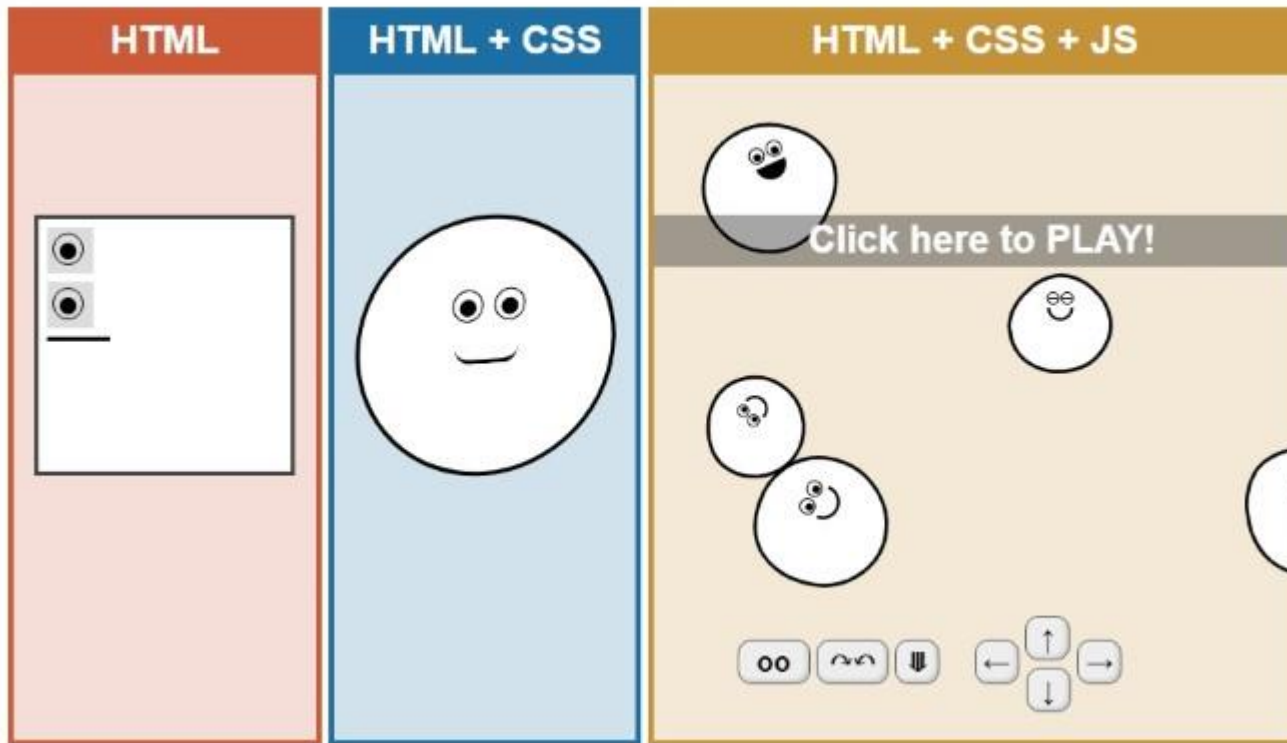 HTML
HTML + CSS
HTML + CSS + JS
Click here to PLAY!
oo
↑
← →
↓